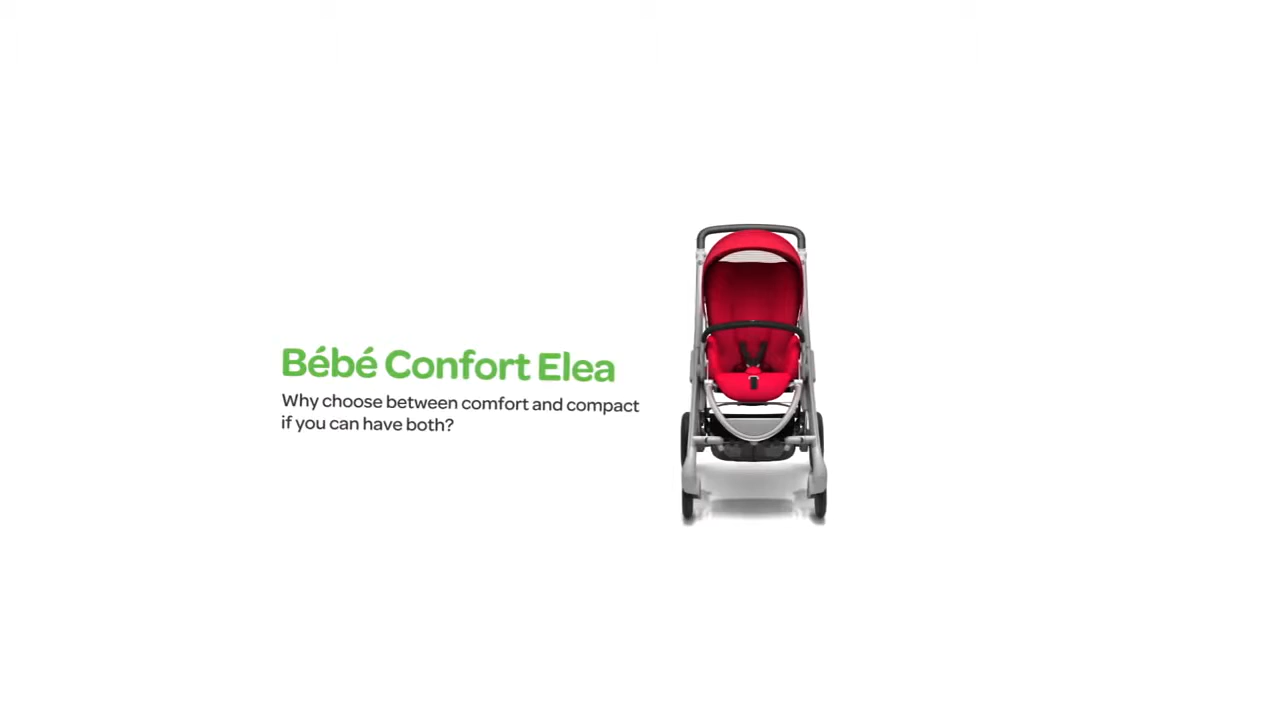 Bébé Confort Elea
Why choose between comfort and compact
if you can have both?